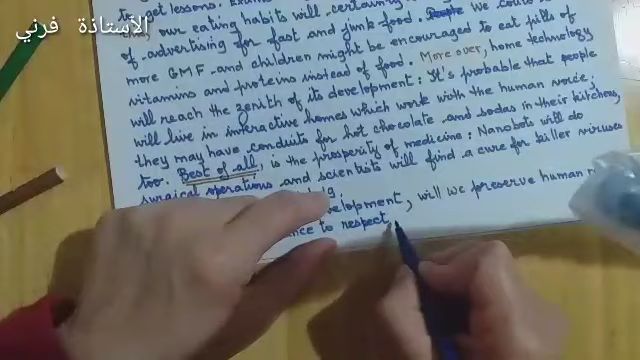 الأستاذة فرني
to get lessons.
, our eating habits will certainly
of advertising for fast and junk food. we could
more GMF and children might be encouraged to eat pills of
vitamins and proteins instead of food. More over, home technology
will reach the zenith of its development: It's probable that people
will live in interactive homes which work with the human voice;
they may have conduits for hot chocolate and sodas in their kitchens,
too. Best of all, is the prosperity of medicine: Nanobots will do
surgical operations and scientists will find a cure for killer viruses
development, will we preserve human
to respect